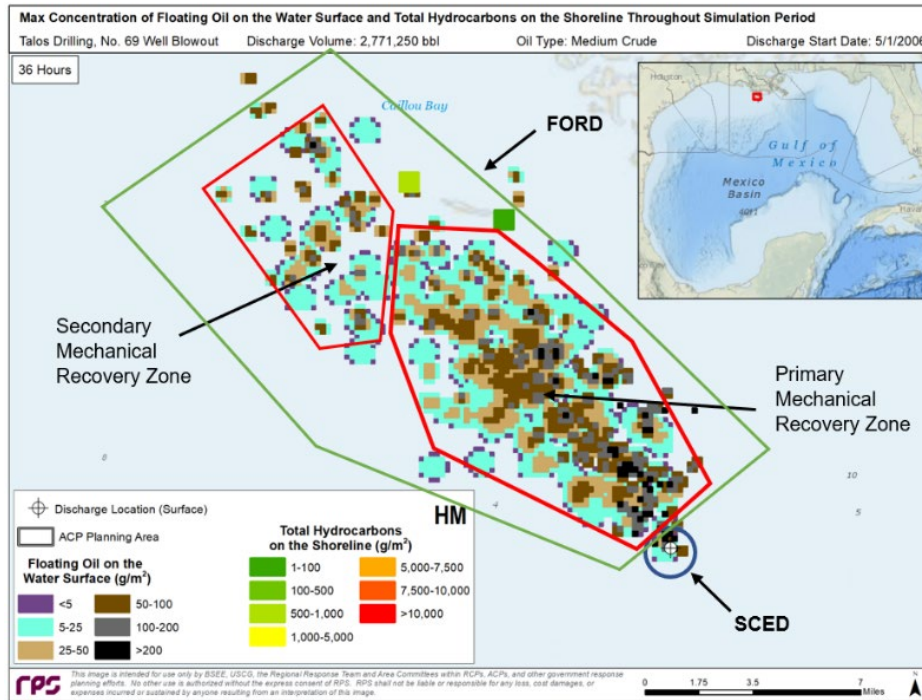 Max Concentration of Floating Oil on the Water Surface and Total Hydrocarbons on the Shoreline Throughout Simulation Period
Talos Drilling, No. 69 Well Blowout Discharge Volume: 2,771,250 bbl Oil Type: Medium Crude Discharge Start Date: 5/1/2006
36 Hours
Caillou Bay
FORD
Houston
Gulf of
Mexico
Mexico
Basin
Secondary
Mechanical
Recovery Zone
Primary
Mechanical
Recovery Zone
0
10
4
5
HM
SCED
Discharge Location (Surface)
ACP Planning Area
Floating Oil on the
Water Surface (g/m²)
<5
5-25
25-50
50-100
100-200
>200
Total Hydrocarbons
on the Shoreline (g/m²)
1-100
100-500
500-1,000
1,000-5,000
5,000-7,500
7,500-10,000
>10,000
rps
This image is intended for use only by BSEE, USCG, the Regional Response Team and Area Committees within RCPs, ACPs, and other government response
planning efforts. No other use is authorized without the express consent of RPS. RPS shall not be liable or responsible for any loss, cost damages, or
expenses incurred or sustained by anyone resulting from an interpretation of this image.
0 1.75 3.5 7
Miles